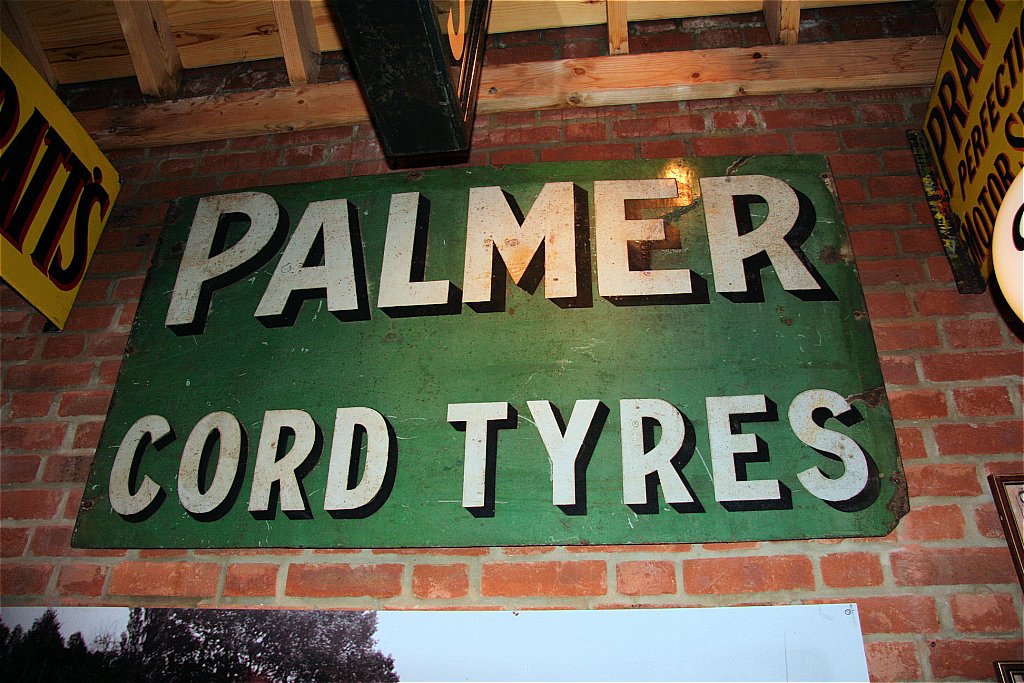 PALMER
CORD TYRES
PRATT'S
PRATT
PERFECTI
MOTOR S